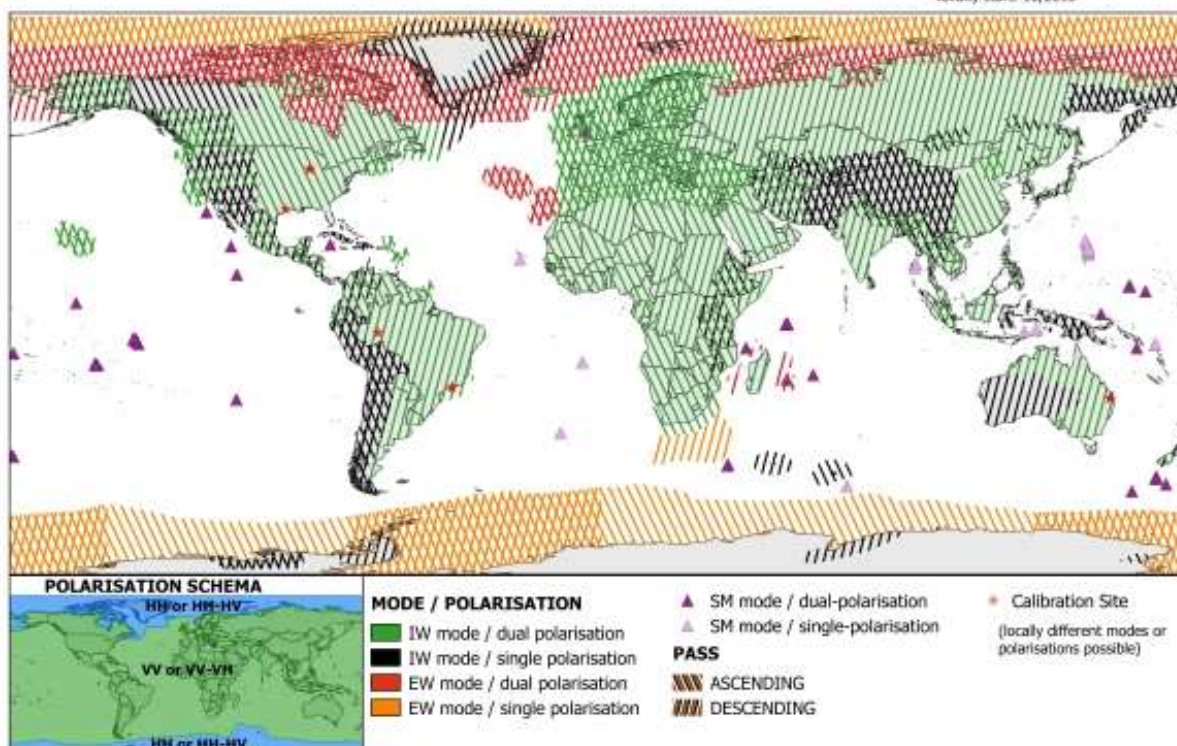 POLARISATION SCHEMA
HH or HH-HV
VV or VV-VH
HH or HH-HV
MODE / POLARISATION
IW mode / dual polarisation
IW mode / single polarisation
EW mode / dual polarisation
EW mode / single polarisation
SM mode / dual-polarisation
SM mode / single-polarisation
PASS
ASCENDING
DESCENDING
Calibration Site
(locally different modes or
polarisations possible)